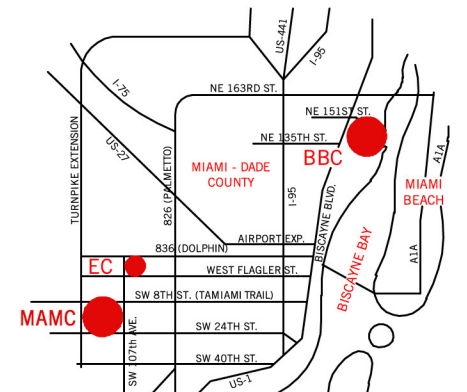 US-441
I-95
I-75
NE 163RD ST.
NE 151ST ST.
NE 135TH ST.
BBC
A1A
US-27
TURNPIKE EXTENSION
826 (PALMETTO)
MIAMI - DADE
COUNTY
I-95
BISCAYNE BLVD.
MIAMI
BEACH
A1A
BISCAYNE BAY
AIRPORT EXP.
836 (DOLPHIN)
EC
WEST FLAGLER ST.
SW 8TH ST. (TAMIAMI TRAIL)
MAMC
SW 24TH ST.
SW 107th AVE.
SW 40TH ST.
US-1